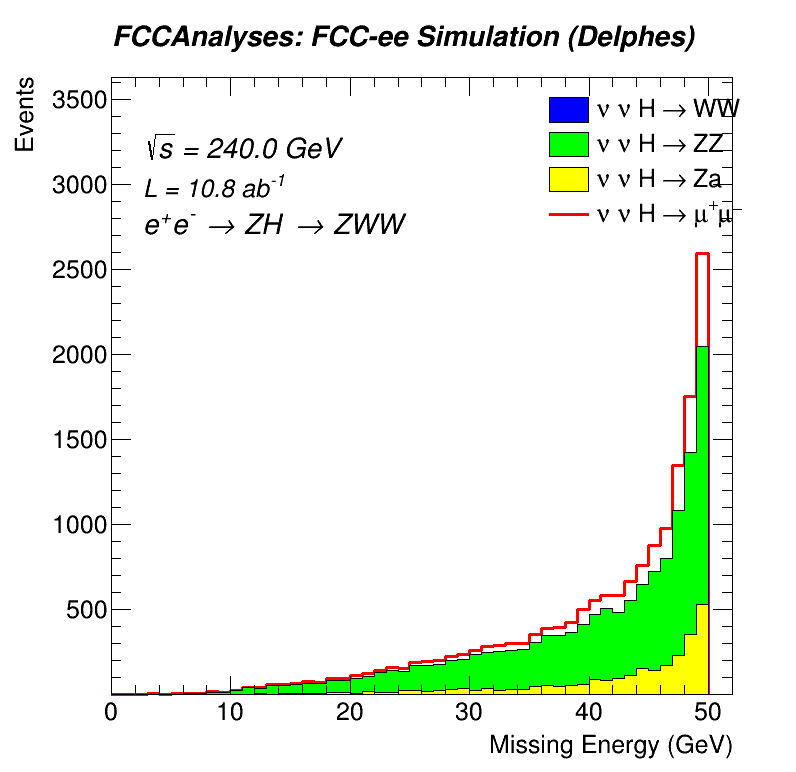 FCCAnalyses: FCC-ee Simulation (Delphes)
Events
3500
3000
2500
2000
1500
1000
500
√s = 240.0 GeV
L = 10.8 ab⁻¹
e⁺e⁻ → ZH → ZWW
ν ν H → WW
ν ν H → ZZ
ν ν H → Za
ν ν H → μ⁺μ⁻
0 10 20 30 40 50
Missing Energy (GeV)